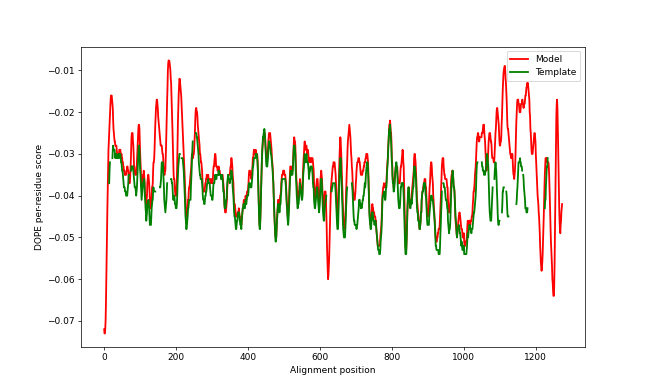 Model
Template
−0.01
−0.02
−0.03
−0.04
−0.05
−0.06
−0.07
DOPE per-residue score
0 200 400 600 800 1000 1200
Alignment position